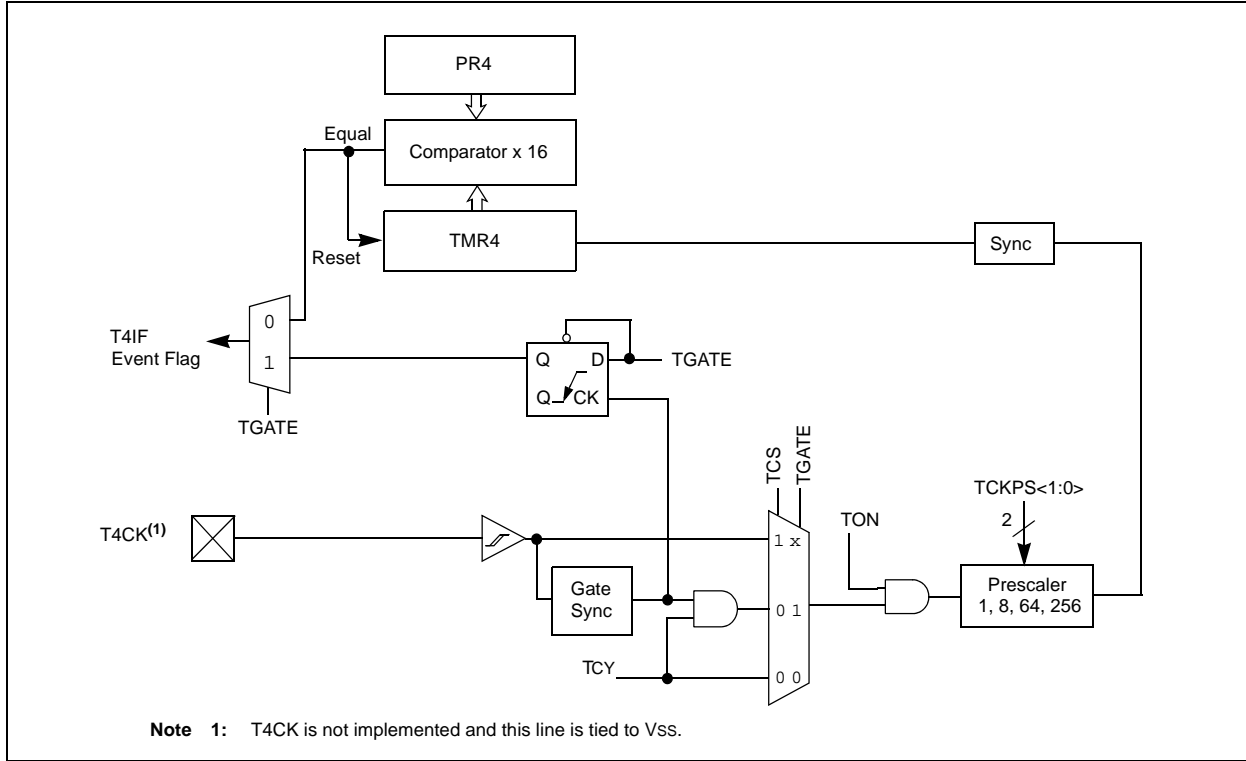 PR4
Equal
Comparator x 16
TMR4
Reset
Sync
0
T4IF
Event Flag
1
Q
D
TGATE
Q
CK
TGATE
TCS
TGATE
TCKPS<1:0>
2
TON
T4CK(1)
1 x
Prescaler
1, 8, 64, 256
Gate
Sync
0 1
TCY
0 0
Note 1: T4CK is not implemented and this line is tied to VSS.